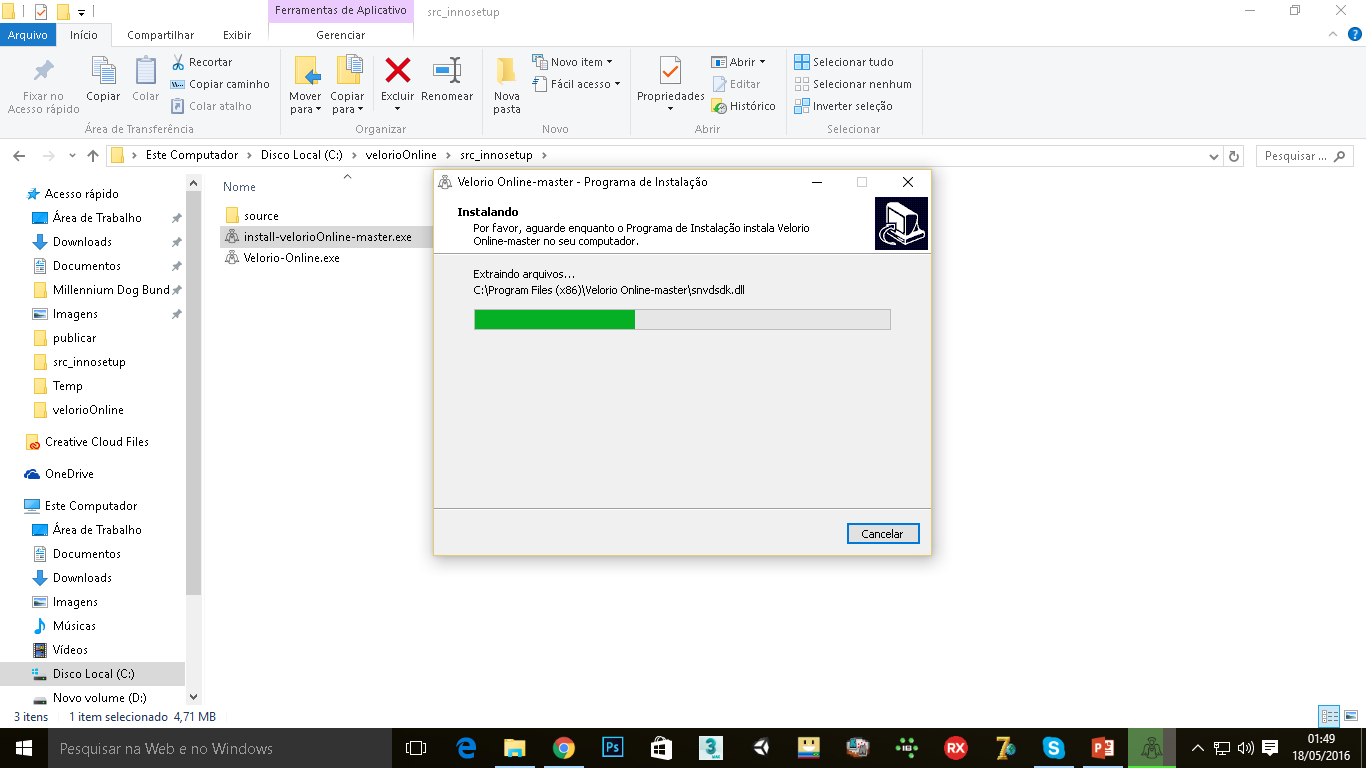 Ferramentas de Aplicativo
src_innosetup
Arquivo
Início
Compartilhar
Exibir
Gerenciar
Fixar no
Acesso rápido
Copiar
Colar
Recortar
Copiar caminho
Colar atalho
Área de Transferência
Mover
para
Copiar
para
Excluir
Renomear
Organizar
Nova
pasta
Novo item
Fácil acesso
Novo
Propriedades
Abrir
Editar
Histórico
Abrir
Selecionar tudo
Selecionar nenhum
Inverter seleção
Selecionar
Este Computador
Disco Local (C:)
velorioOnline
src_innosetup
Pesquisar ...
Acesso rápido
Área de Trabalho
Downloads
Documentos
Millennium Dog Bund
Imagens
publicar
src_innosetup
Temp
velorioOnline
Creative Cloud Files
OneDrive
Este Computador
Área de Trabalho
Documentos
Downloads
Imagens
Músicas
Vídeos
Disco Local (C:)
Novo volume (D:)
Nome
source
install-velorioOnline-master.exe
Velorio-Online.exe
Velorio Online-master - Programa de Instalação
Instalando
Por favor, aguarde enquanto o Programa de Instalação instala Velorio
Online-master no seu computador.
Extraindo arquivos...
C:\Program Files (x86)\Velorio Online-master\snvdsdk.dll
Cancelar
3 itens
1 item selecionado 4,71 MB
Pesquisar na Web e no Windows
Ps
3
RX
7
S
P
01:49
18/05/2016